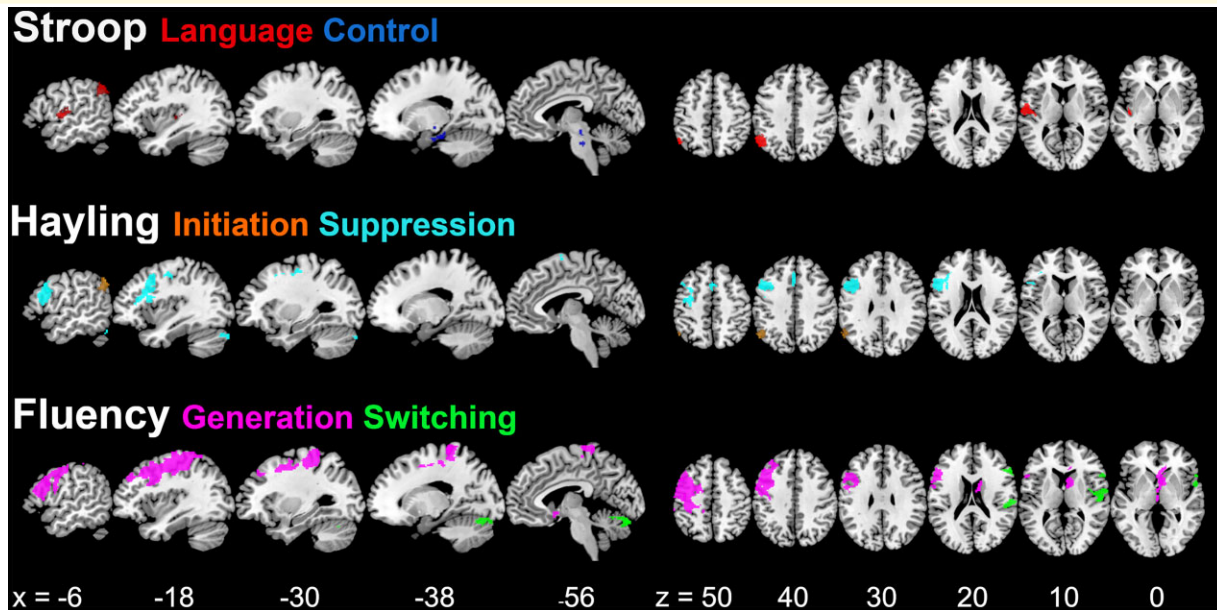 Stroop Language Control
Hayling Initiation Suppression
Fluency Generation Switching
x = -6 -18 -30 -38 -56 z = 50 40 30 20 10 0